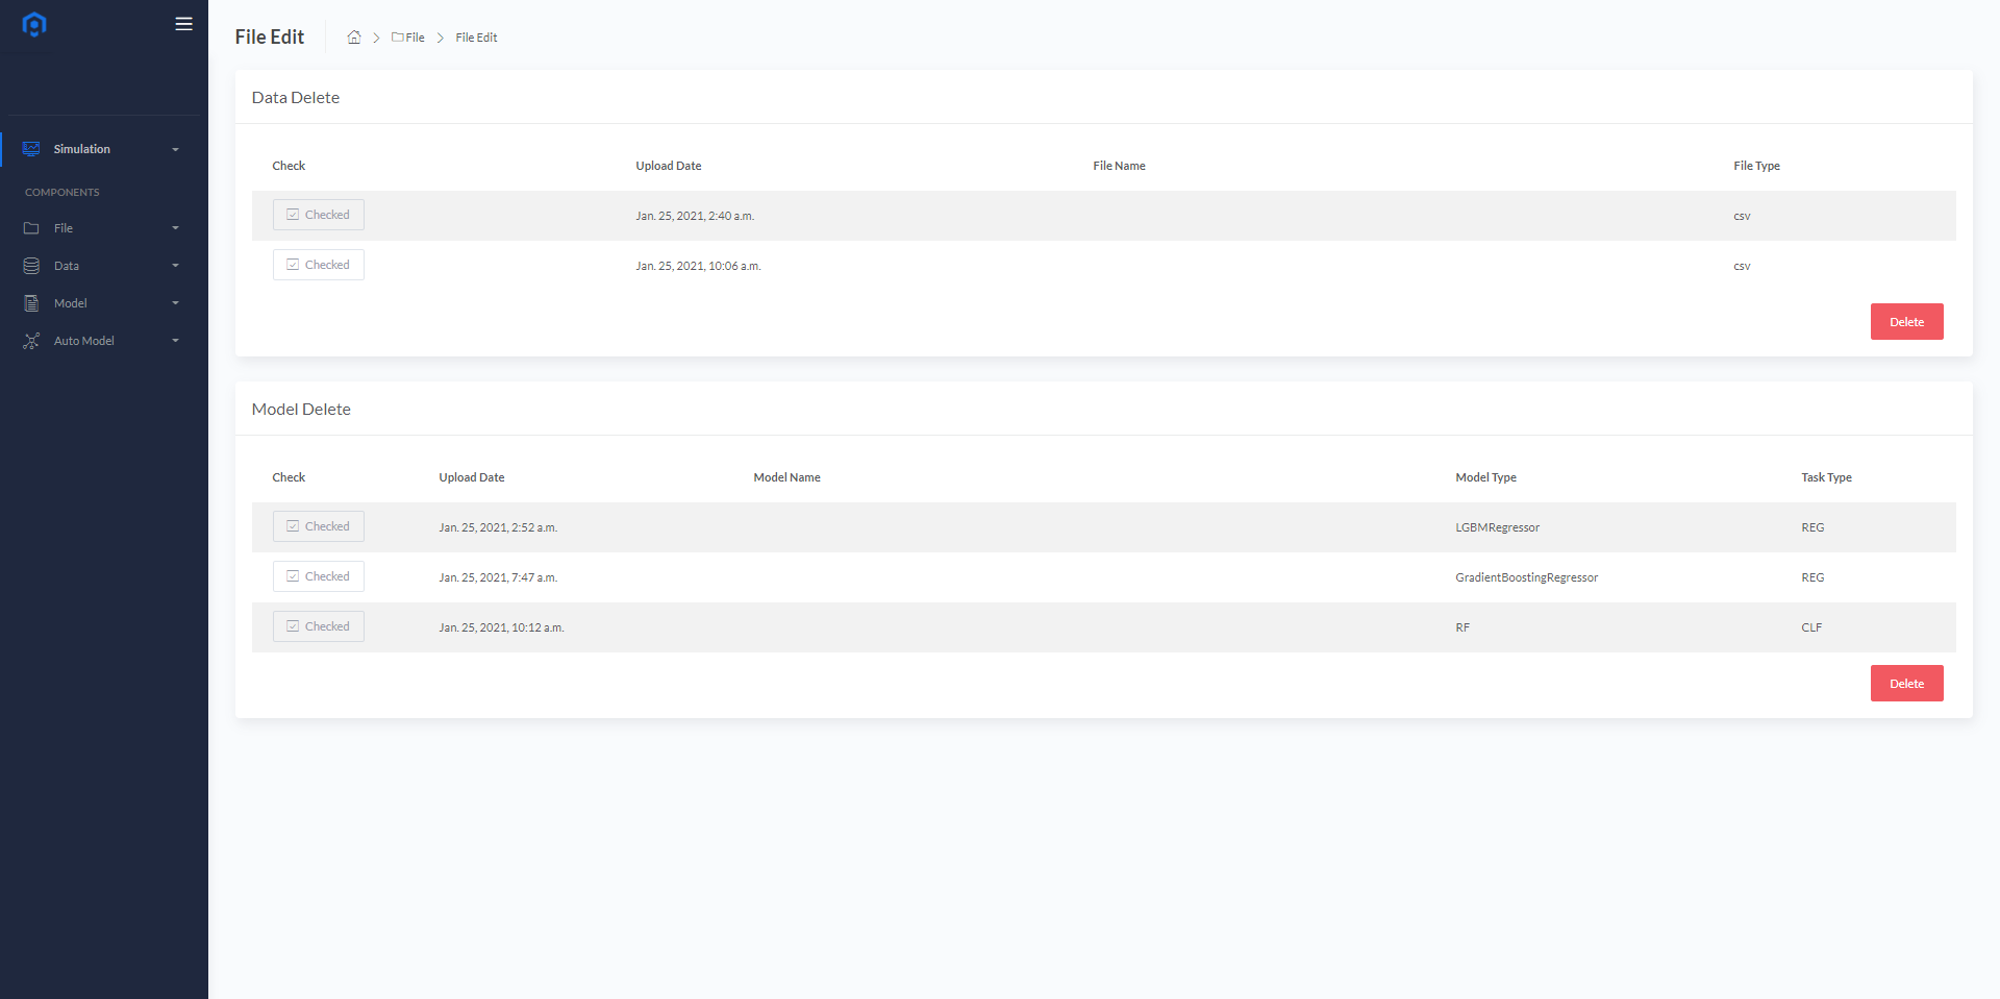 File Edit
File
File Edit
Simulation
COMPONENTS
File
Data
Model
Auto Model
Data Delete
Check Upload Date File Name File Type
Checked Jan. 25, 2021, 2:40 a.m. csv
Checked Jan. 25, 2021, 10:06 a.m. csv
Delete
Model Delete
Check Upload Date Model Name Model Type Task Type
Checked Jan. 25, 2021, 2:52 a.m. LGBMRegressor REG
Checked Jan. 25, 2021, 7:47 a.m. GradientBoostingRegressor REG
Checked Jan. 25, 2021, 10:12 a.m. RF CLF
Delete